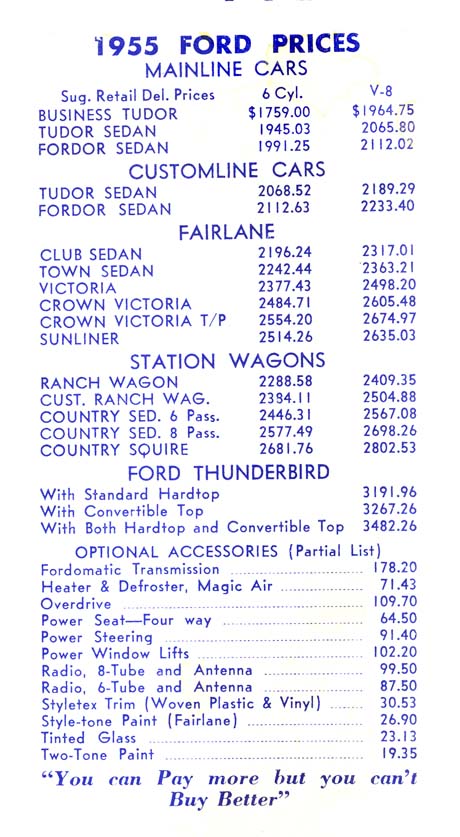 1955 FORD PRICES
MAINLINE CARS
Sug. Retail Del. Prices 6 Cyl. V-8
BUSINESS TUDOR $1759.00 $1964.75
TUDOR SEDAN 1945.03 2065.80
FORDOR SEDAN 1991.25 2112.02
CUSTOMLINE CARS
TUDOR SEDAN 2068.52 2189.29
FORDOR SEDAN 2112.63 2233.40
FAIRLANE
CLUB SEDAN 2196.24 2317.01
TOWN SEDAN 2242.44 2363.21
VICTORIA 2377.43 2498.20
CROWN VICTORIA 2484.71 2605.48
CROWN VICTORIA T/P 2554.20 2674.97
SUNLINER 2514.26 2635.03
STATION WAGONS
RANCH WAGON 2288.58 2409.35
CUST. RANCH WAG. 2384.11 2504.88
COUNTRY SED. 6 Pass. 2446.31 2567.08
COUNTRY SED. 8 Pass. 2577.49 2698.26
COUNTRY SQUIRE 2681.76 2802.53
FORD THUNDERBIRD
With Standard Hardtop 3191.96
With Convertible Top 3267.26
With Both Hardtop and Convertible Top 3482.26
OPTIONAL ACCESSORIES (Partial List)
Fordomatic Transmission 178.20
Heater & Defroster, Magic Air 71.43
Overdrive 109.70
Power Seat—Four way 64.50
Power Steering 91.40
Power Window Lifts 102.20
Radio, 8-Tube and Antenna 99.50
Radio, 6-Tube and Antenna 87.50
Styletex Trim (Woven Plastic & Vinyl) 30.53
Style-tone Paint (Fairlane) 26.90
Tinted Glass 23.13
Two-Tone Paint 19.35
"You can Pay more but you can't
Buy Better"